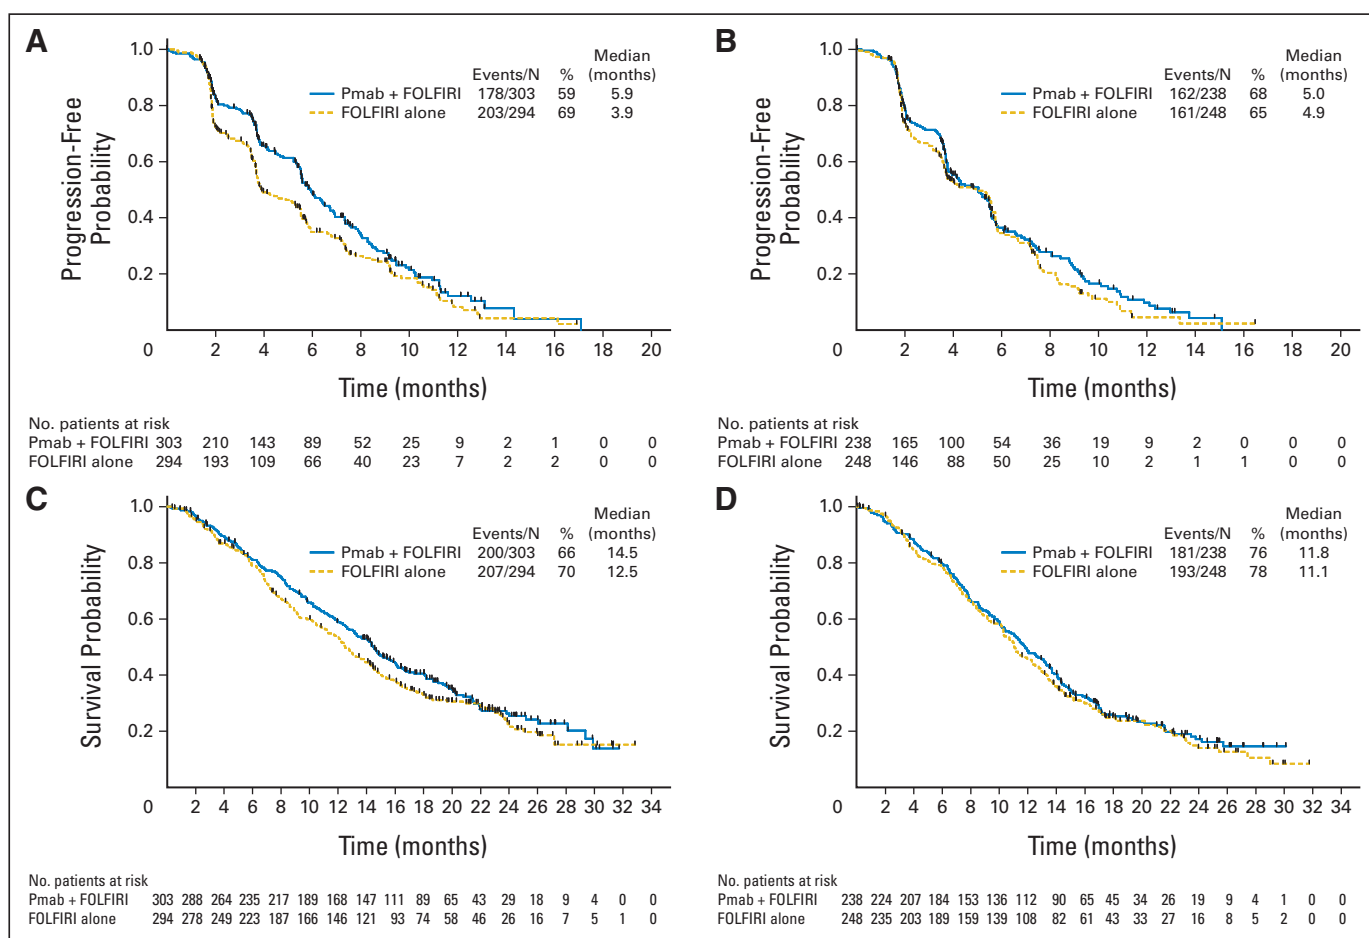 A
1.0
0.8
0.6
0.4
0.2
Progression-Free
Probability
Events/N % Median (months)
Pmab + FOLFIRI 178/303 59 5.9
FOLFIRI alone 203/294 69 3.9
0 2 4 6 8 10 12 14 16 18 20
Time (months)
No. patients at risk
Pmab + FOLFIRI 303 210 143 89 52 25 9 2 1 0 0
FOLFIRI alone 294 193 109 66 40 23 7 2 2 0 0
B
1.0
0.8
0.6
0.4
0.2
Progression-Free
Probability
Events/N % Median (months)
Pmab + FOLFIRI 162/238 68 5.0
FOLFIRI alone 161/248 65 4.9
0 2 4 6 8 10 12 14 16 18 20
Time (months)
No. patients at risk
Pmab + FOLFIRI 238 165 100 54 36 19 9 2 0 0 0
FOLFIRI alone 248 146 88 50 25 10 2 1 1 0 0
C
1.0
0.8
0.6
0.4
0.2
Survival Probability
Events/N % Median (months)
Pmab + FOLFIRI 200/303 66 14.5
FOLFIRI alone 207/294 70 12.5
0 2 4 6 8 10 12 14 16 18 20 22 24 26 28 30 32 34
Time (months)
No. patients at risk
Pmab + FOLFIRI 303 288 264 235 217 189 168 147 111 89 65 43 29 18 9 4 0 0
FOLFIRI alone 294 278 249 223 187 166 146 121 93 74 58 46 26 16 7 5 1 0
D
1.0
0.8
0.6
0.4
0.2
Survival Probability
Events/N % Median (months)
Pmab + FOLFIRI 181/238 76 11.8
FOLFIRI alone 193/248 78 11.1
0 2 4 6 8 10 12 14 16 18 20 22 24 26 28 30 32 34
Time (months)
No. patients at risk
Pmab + FOLFIRI 238 224 207 184 153 136 112 90 65 45 34 26 19 9 4 1 0 0
FOLFIRI alone 248 235 203 189 159 139 108 82 61 43 33 27 16 8 5 2 0 0